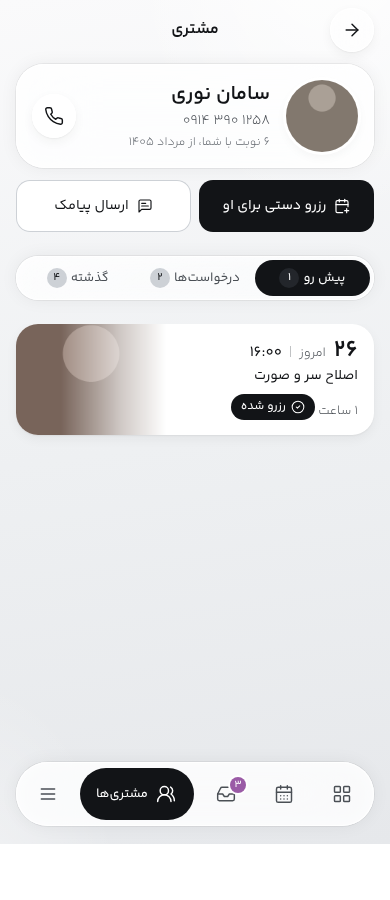 مشتری
سامان نوری
۰۹۱۴ ۳۹۰ ۱۲۵۸
۶ نوبت با شما، از مرداد ۱۴۰۵
رزرو دستی برای او
ارسال پیامک
پیش رو ۱
درخواست‌ها ۲
گذشته ۴
۲۶ امروز | ۱۶:۰۰
اصلاح سر و صورت
۱ ساعت رزرو شده
۳
مشتری‌ها